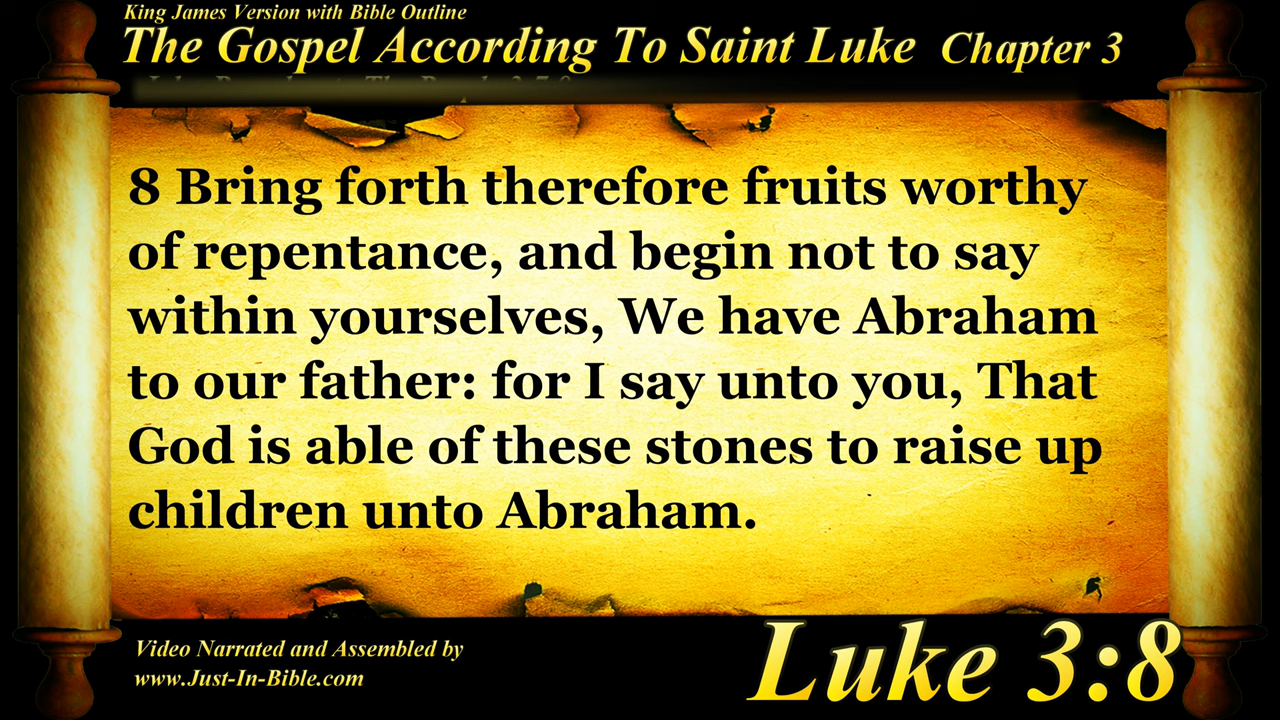 King James Version with Bible Outline
The Gospel According To Saint Luke Chapter 3
8 Bring forth therefore fruits worthy
of repentance, and begin not to say
within yourselves, We have Abraham
to our father: for I say unto you, That
God is able of these stones to raise up
children unto Abraham.
Video Narrated and Assembled by
www.Just-In-Bible.com
Luke 3:8